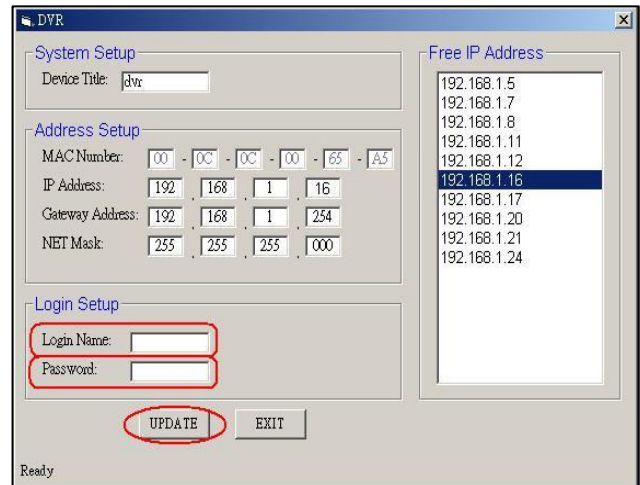 DVR
System Setup
Device Title: dvr
Address Setup
MAC Number: 00 - 0C - 0C - 00 - 65 - A5
IP Address: 192 . 168 . 1 . 16
Gateway Address: 192 . 168 . 1 . 254
NET Mask: 255 . 255 . 255 . 000
Login Setup
Login Name:
Password:
UPDATE EXIT
Ready
Free IP Address
192.168.1.5
192.168.1.7
192.168.1.8
192.168.1.11
192.168.1.12
192.168.1.16
192.168.1.17
192.168.1.20
192.168.1.21
192.168.1.24